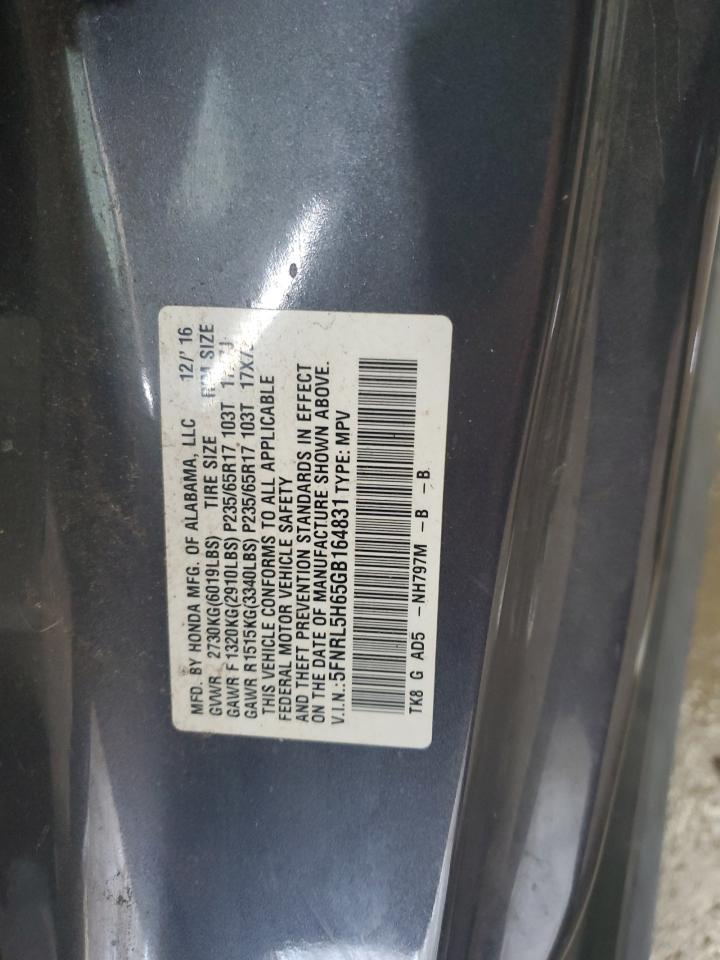 MFD. BY HONDA MFG. OF ALABAMA, LLC 12/' 16
GVWR 2730KG(6019LBS) TIRE SIZE RIM SIZE
GAWR F 1320KG(2910LBS) P235/65R17 103T
GAWR R1515KG(3340LBS) P235/65R17 103T
THIS VEHICLE CONFORMS TO ALL APPLICABLE
FEDERAL MOTOR VEHICLE SAFETY
AND THEFT PREVENTION STANDARDS IN EFFECT
ON THE DATE OF MANUFACTURE SHOWN ABOVE.
V.I.N.:5FNRL5H65GB164831 TYPE: MPV
TK8 G AD5 -NH797M -B -B